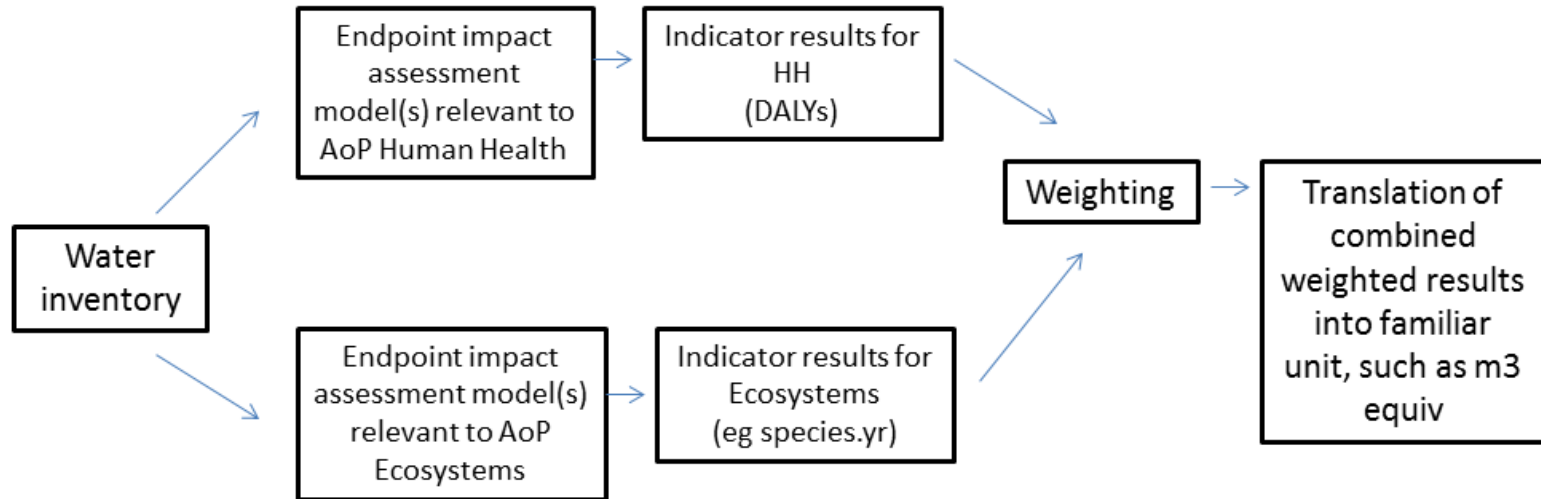 Water
inventory
Endpoint impact
assessment
model(s) relevant to
AoP Human Health
Indicator results for
HH
(DALYs)
Endpoint impact
assessment model(s)
relevant to AoP
Ecosystems
Indicator results for
Ecosystems
(eg species.yr)
Weighting
Translation of
combined
weighted results
into familiar
unit, such as m3
equiv